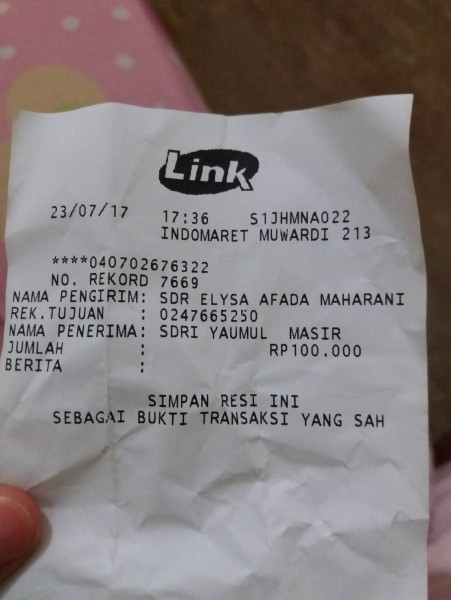 Link
23/07/17 17:36 S1JHMNA022
INDOMARET MUWARDI 213
****040702676322
NO. REKORD 7669
NAMA PENGIRIM: SDR ELYSA AFADA MAHARANI
REK.TUJUAN : 0247665250
NAMA PENERIMA: SDRI YAUMUL MASIR
JUMLAH : RP100.000
BERITA :
SIMPAN RESI INI
SEBAGAI BUKTI TRANSAKSI YANG SAH